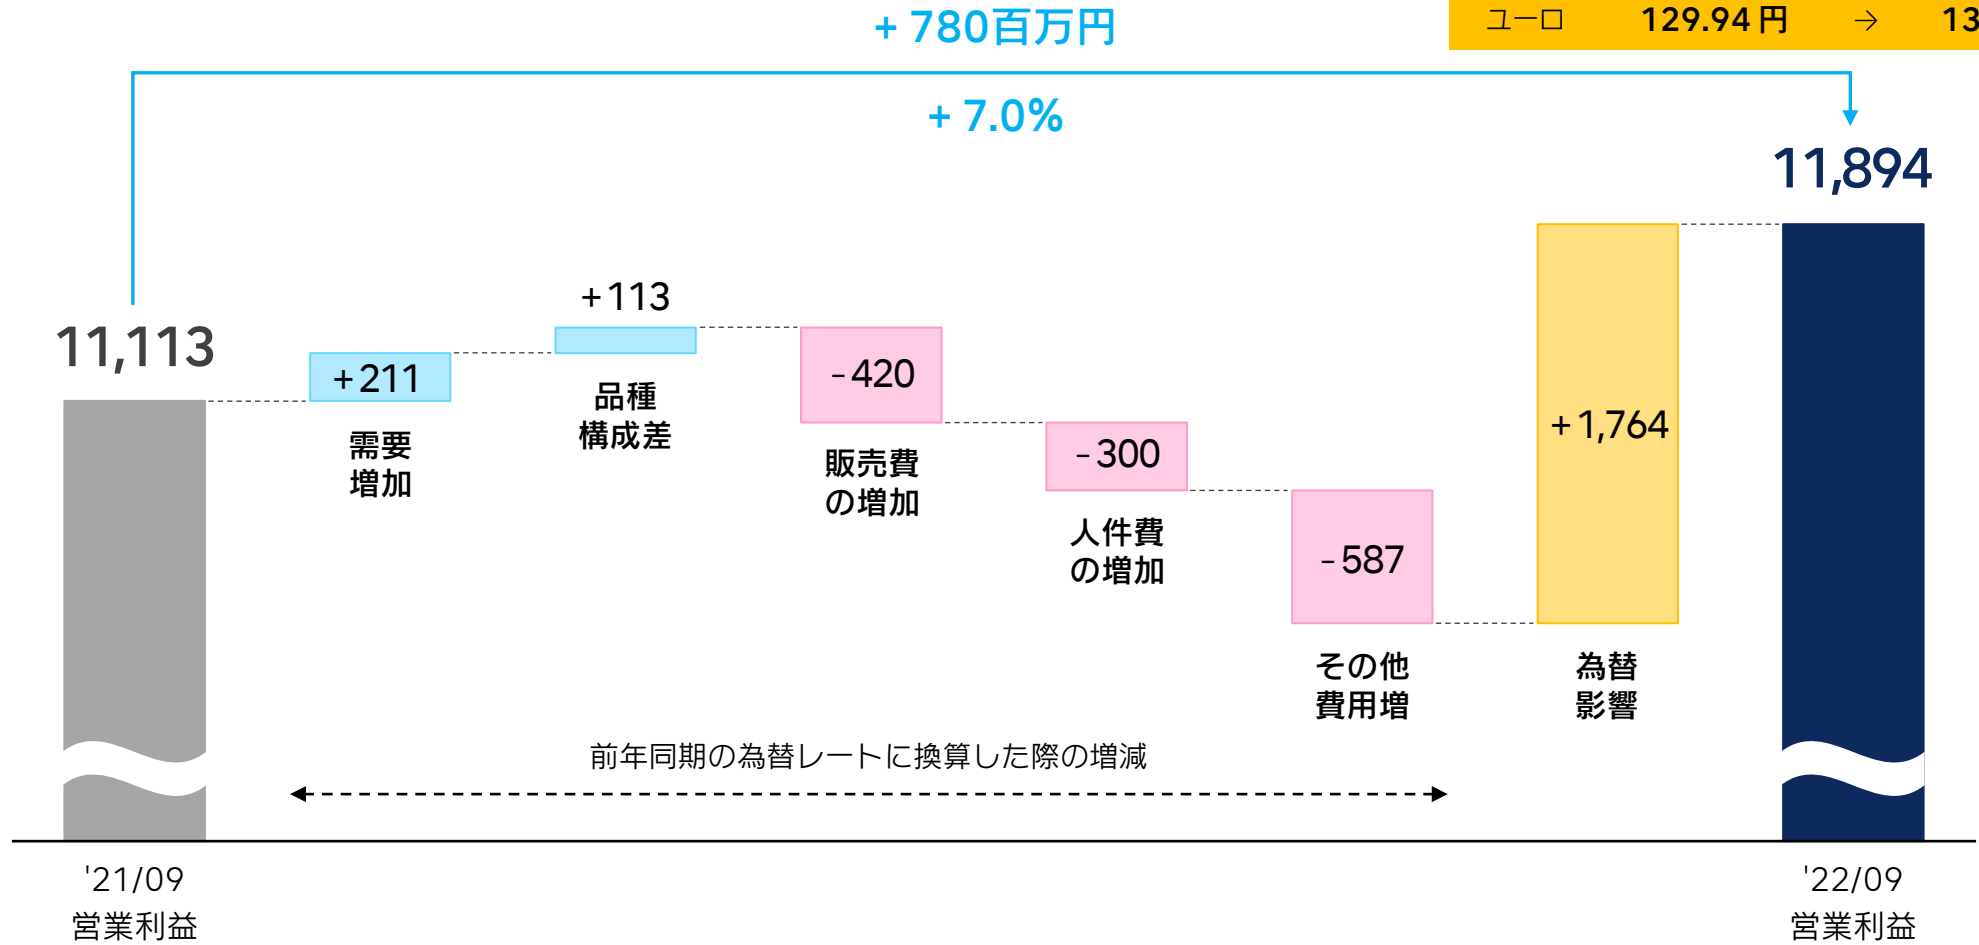 + 780百万円
ユーロ 129.94 円 → 13
+ 7.0%
11,894
11,113
+211
需要
増加
+113
品種
構成差
-420
販売費
の増加
-300
人件費
の増加
-587
その他
費用増
+1,764
為替
影響
前年同期の為替レートに換算した際の増減
'21/09
営業利益
'22/09
営業利益